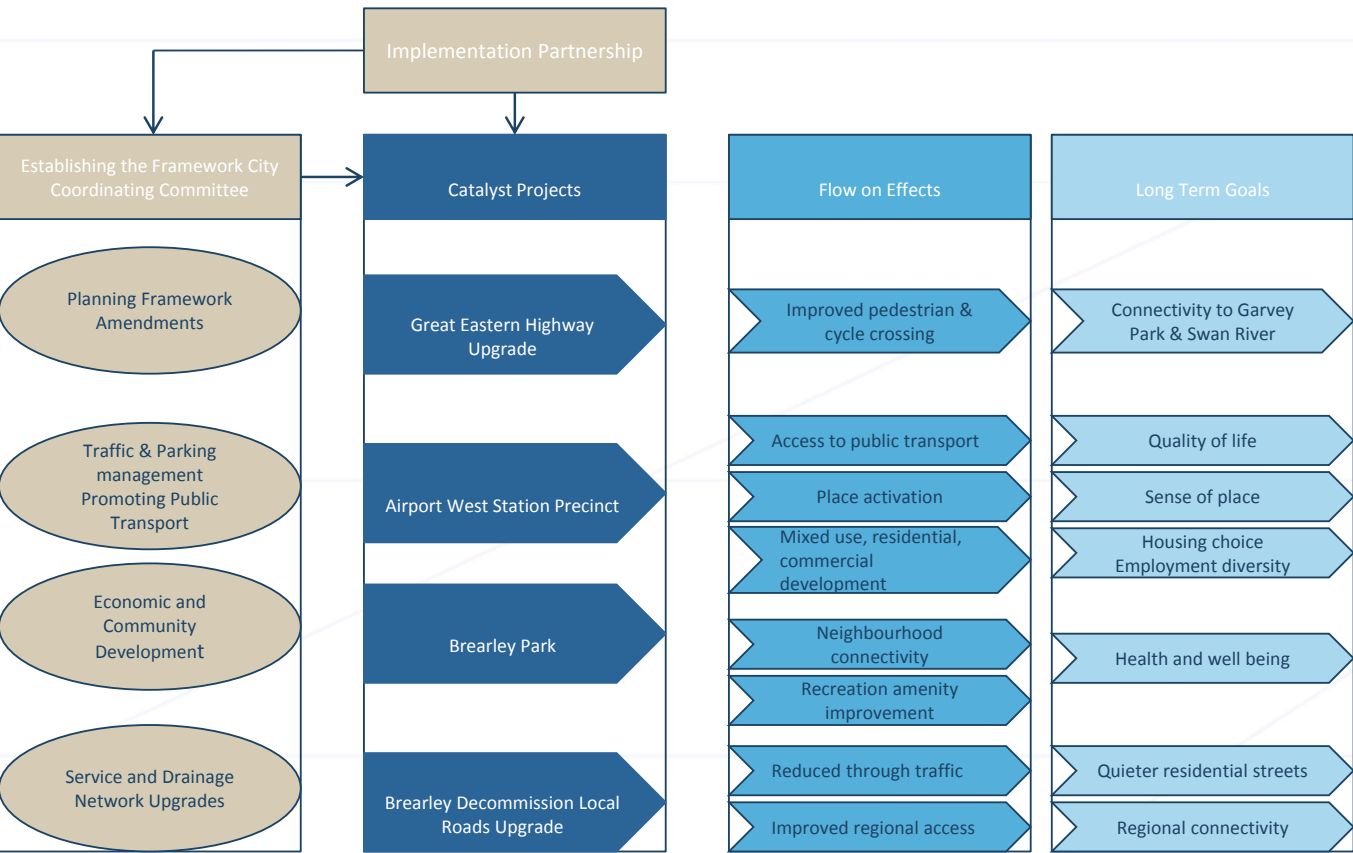 Implementation Partnership
Establishing the Framework City
Coordinating Committee
Planning Framework
Amendments
Traffic & Parking
management
Promoting Public
Transport
Economic and
Community
Development
Service and Drainage
Network Upgrades
Catalyst Projects
Great Eastern Highway
Upgrade
Airport West Station Precinct
Brearley Park
Brearley Decommission Local
Roads Upgrade
Flow on Effects
Improved pedestrian &
cycle crossing
Access to public transport
Place activation
Mixed use, residential,
commercial
development
Neighbourhood
connectivity
Recreation amenity
improvement
Reduced through traffic
Improved regional access
Long Term Goals
Connectivity to Garvey
Park & Swan River
Quality of life
Sense of place
Housing choice
Employment diversity
Health and well being
Quieter residential streets
Regional connectivity